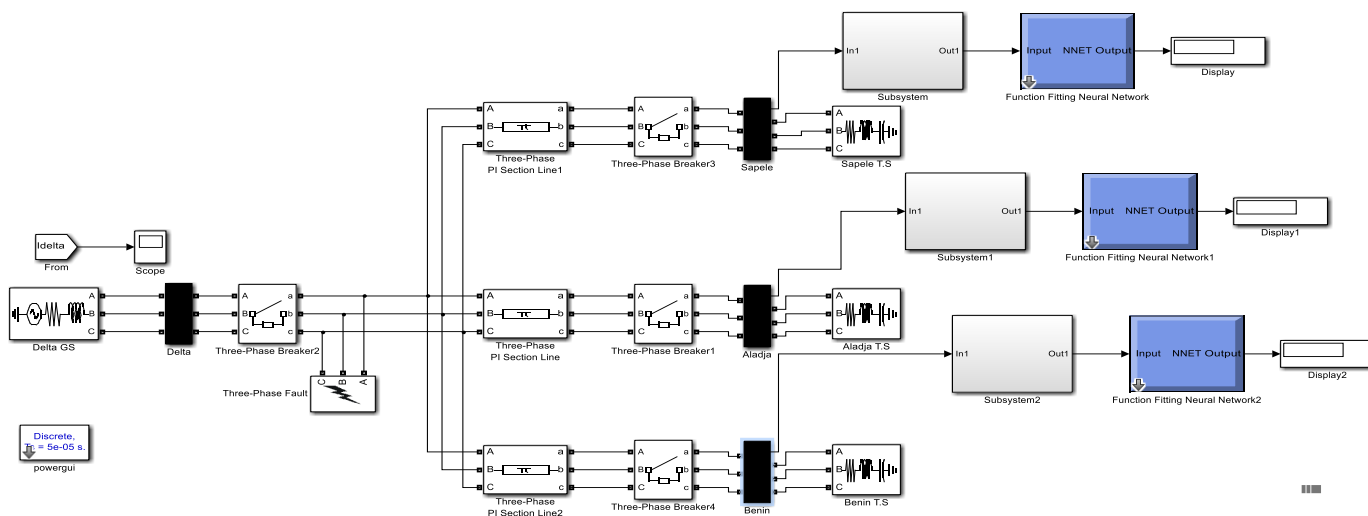 In1
Out1
Subsystem
Input
NNET Output
Function Fitting Neural Network
Display
A
B
C
a
b
c
Three-Phase
PI Section Line1
A
B
C
a
b
c
Three-Phase Breaker3
Sapele
A
B
C
Sapele T.S
In1
Out1
Subsystem1
Input
NNET Output
Function Fitting Neural Network1
Display1
Idelta
From
Scope
A
B
C
Delta GS
Delta
A
B
C
a
b
c
Three-Phase Breaker2
C
B
A
Three-Phase Fault
A
B
C
a
b
c
Three-Phase
PI Section Line
A
B
C
a
b
c
Three-Phase Breaker1
Aladja
A
B
C
Aladja T.S
In1
Out1
Subsystem2
Input
NNET Output
Function Fitting Neural Network2
Display2
Discrete,
= 5e-05 s.
powergui
A
B
C
a
b
c
Three-Phase
PI Section Line2
A
B
C
a
b
c
Three-Phase Breaker4
Benin
A
B
C
Benin T.S